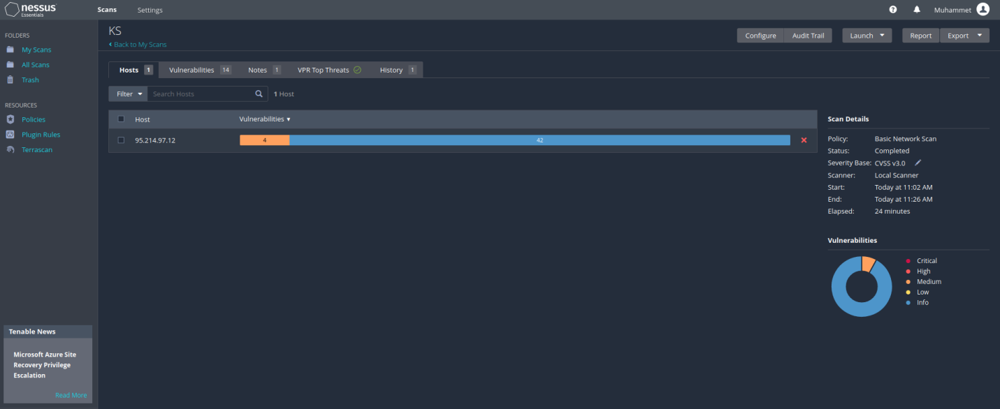 nessus
Essentials
Scans
Settings
Muhammet
FOLDERS
My Scans
All Scans
Trash
RESOURCES
Policies
Plugin Rules
Terrascan
Tenable News
Microsoft Azure Site
Recovery Privilege
Escalation
Read More
KS
Back to My Scans
Configure
Audit Trail
Launch
Report
Export
Hosts 1
Vulnerabilities 14
Notes 1
VPR Top Threats
History 1
Filter
Search Hosts
1 Host
Host
Vulnerabilities
95.214.97.12
4
42
Scan Details
Policy: Basic Network Scan
Status: Completed
Severity Base: CVSS v3.0
Scanner: Local Scanner
Start: Today at 11:02 AM
End: Today at 11:26 AM
Elapsed: 24 minutes
Vulnerabilities
Critical
High
Medium
Low
Info